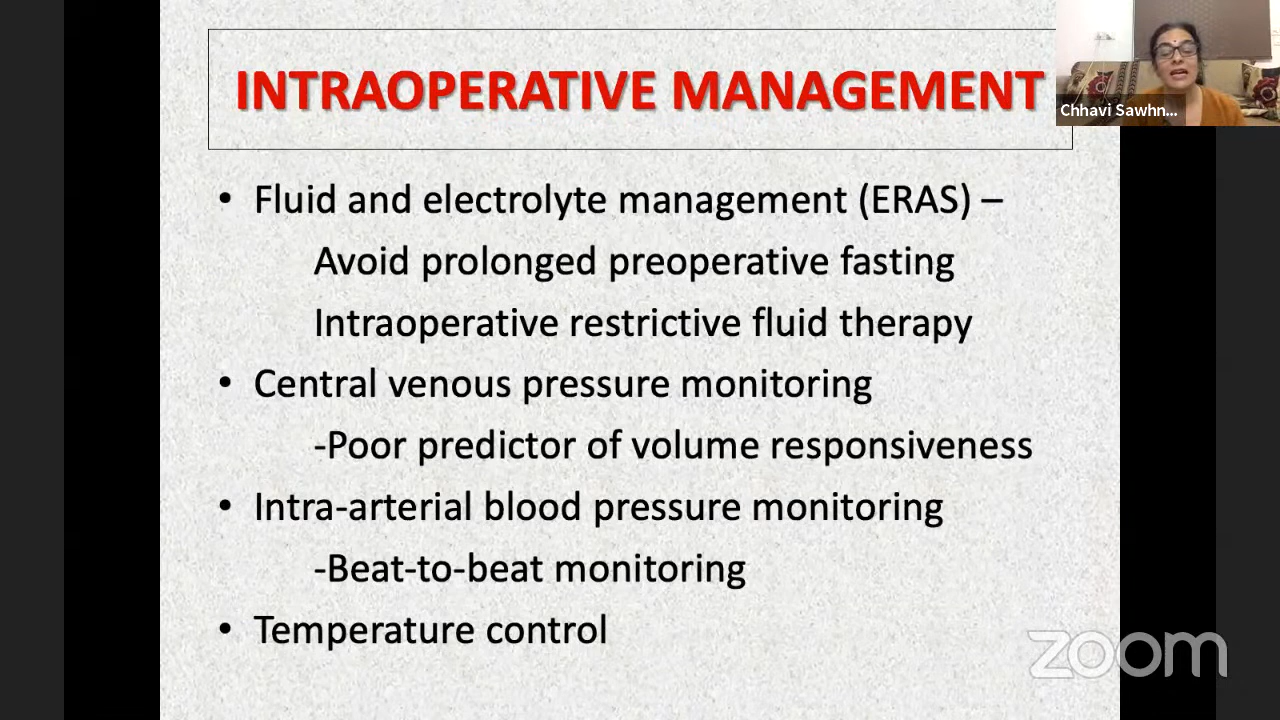 INTRAOPERATIVE MANAGEMENT
Chhavi Sawhn...
• Fluid and electrolyte management (ERAS) –
Avoid prolonged preoperative fasting
Intraoperative restrictive fluid therapy
• Central venous pressure monitoring
-Poor predictor of volume responsiveness
• Intra-arterial blood pressure monitoring
-Beat-to-beat monitoring
• Temperature control
zoom